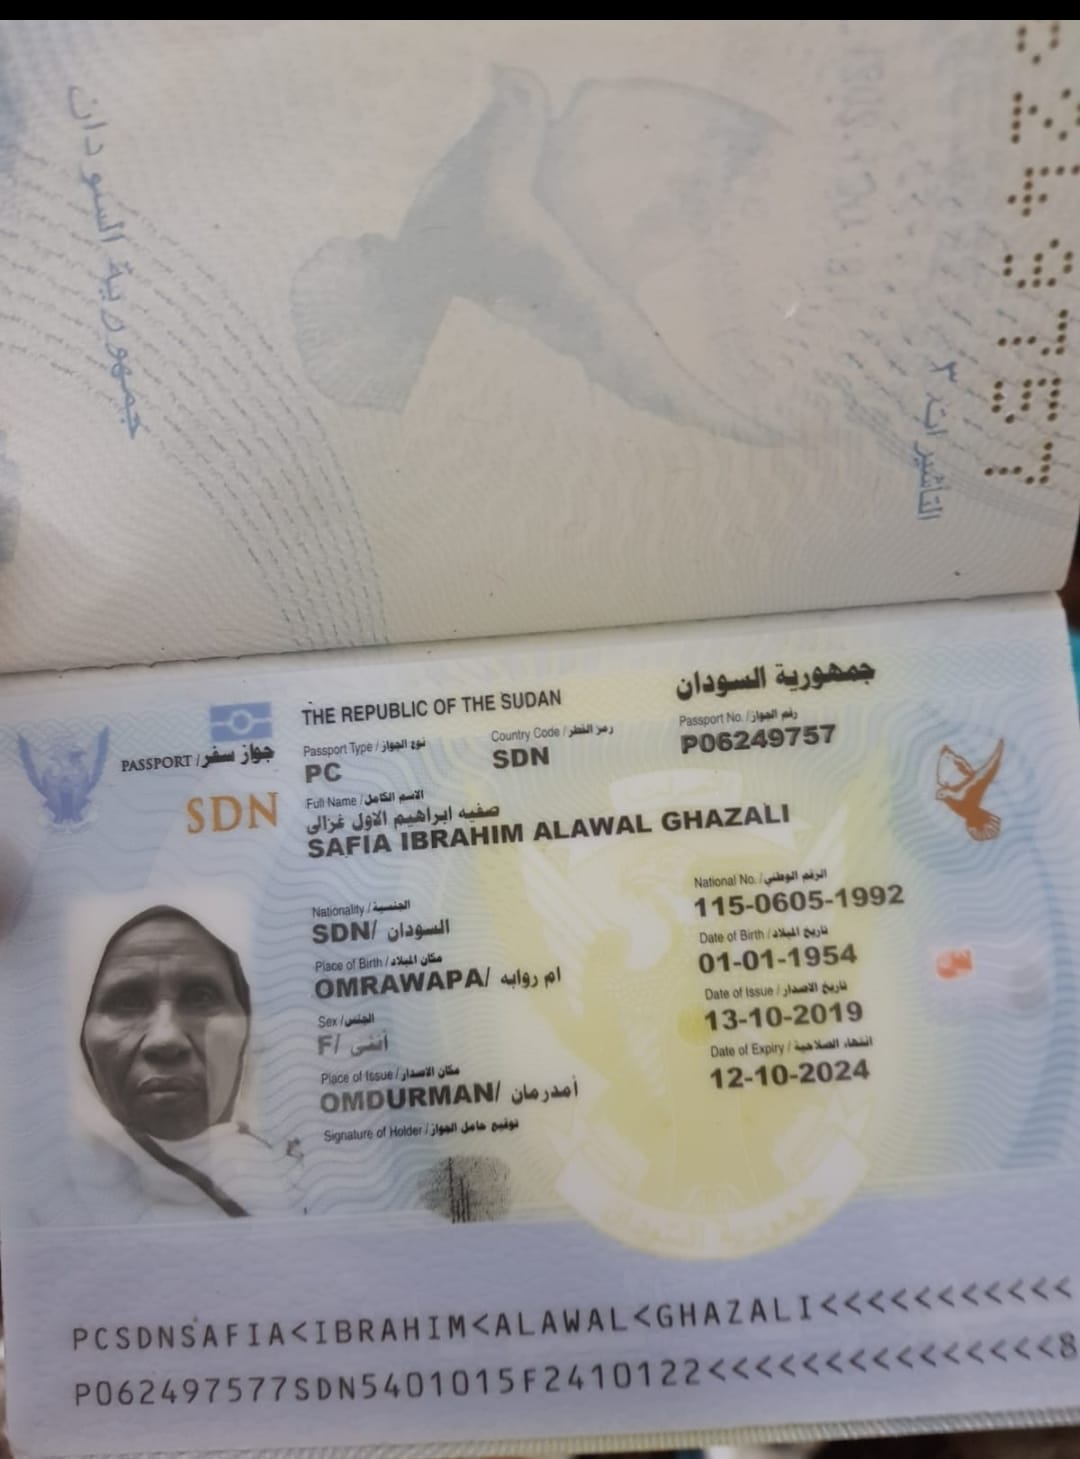 جمهورية السودان
التأشيرات ٣
THE REPUBLIC OF THE SUDAN
جمهورية السودان
PASSPORT / جواز سفر
SDN
Passport Type / نوع الجواز
PC
Country Code / رمز القطر
SDN
Passport No. / رقم الجواز
P06249757
Full Name / الاسم الكامل
صفيه ابراهيم الاول غزالى
SAFIA IBRAHIM ALAWAL GHAZALI
Nationality / الجنسية
SDN/ السودان
National No. / الرقم الوطني
115-0605-1992
Place of Birth / مكان الميلاد
OMRAWAPA/ ام روابه
Date of Birth / تاريخ الميلاد
01-01-1954
Sex / الجنس
F/ أنثى
Date of Issue / تاريخ الاصدار
13-10-2019
Place of Issue / مكان الاصدار
OMDURMAN/ أمدرمان
Date of Expiry / انتهاء الصلاحية
12-10-2024
Signature of Holder / توقيع حامل الجواز
جمهورية السودان
PCSDNSAFIA<IBRAHIM<ALAWAL<GHAZALI<<<<<<<<<<<
P062497577SDN5401015F2410122<<<<<<<<<<<<<<<8